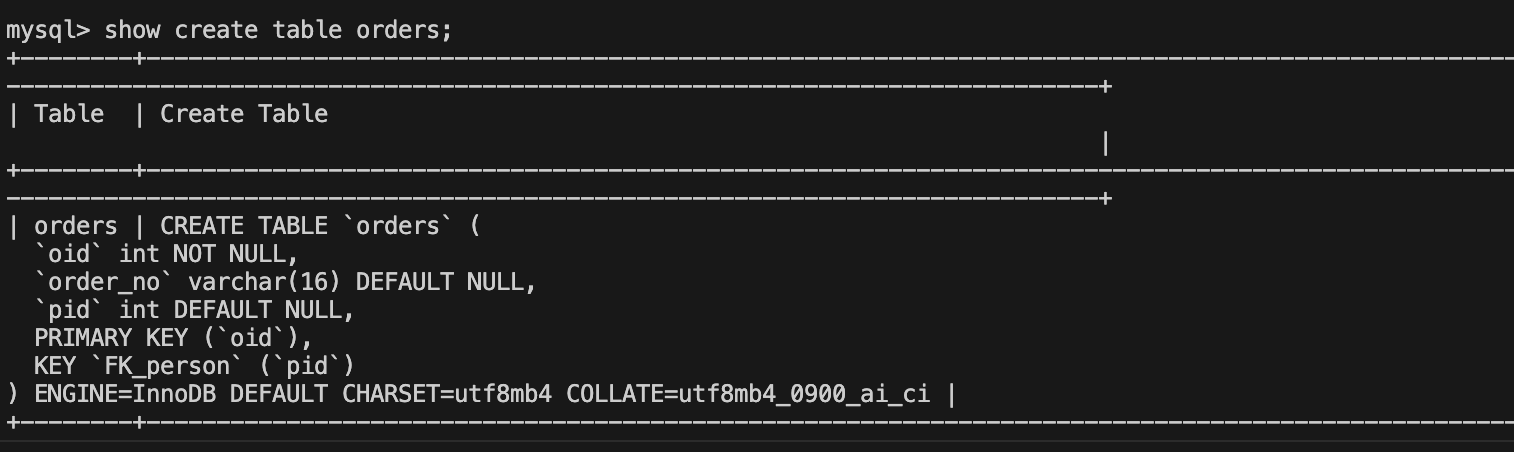 mysql> show create table orders;
+--------+--------------------------------------------------------------------------------------------------
------------------------------------------------------------------------------+
| Table  | Create Table
                                                                              |
+--------+--------------------------------------------------------------------------------------------------
------------------------------------------------------------------------------+
| orders | CREATE TABLE `orders` (
  `oid` int NOT NULL,
  `order_no` varchar(16) DEFAULT NULL,
  `pid` int DEFAULT NULL,
  PRIMARY KEY (`oid`),
  KEY `FK_person` (`pid`)
) ENGINE=InnoDB DEFAULT CHARSET=utf8mb4 COLLATE=utf8mb4_0900_ai_ci |
+--------+--------------------------------------------------------------------------------------------------